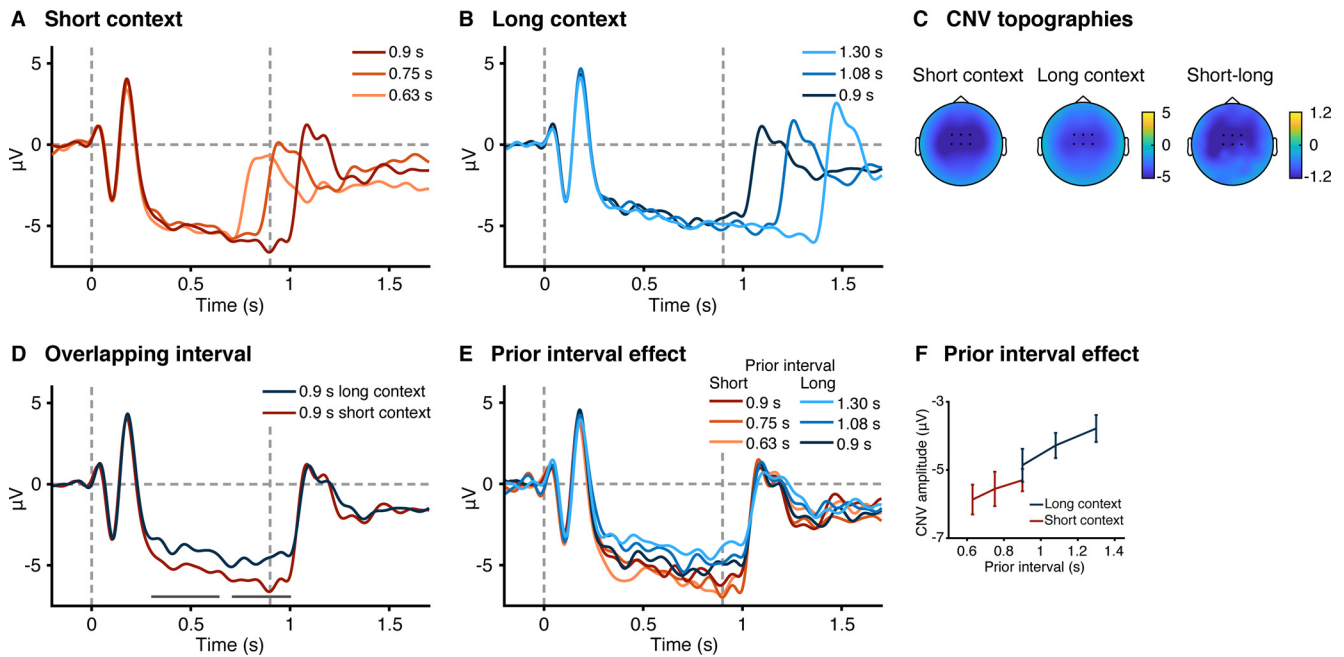 A Short context
0.9 s
0.75 s
0.63 s
5
0
-5
μV
0 0.5 1 1.5
Time (s)
B Long context
1.30 s
1.08 s
0.9 s
5
0
-5
μV
0 0.5 1 1.5
Time (s)
C CNV topographies
Short context Long context Short-long
5
0
-5
1.2
0
-1.2
D Overlapping interval
0.9 s long context
0.9 s short context
5
0
-5
μV
0 0.5 1 1.5
Time (s)
E Prior interval effect
Prior interval
Short Long
0.9 s 1.30 s
0.75 s 1.08 s
0.63 s 0.9 s
5
0
-5
μV
0 0.5 1 1.5
Time (s)
F Prior interval effect
-3
-5
-7
CNV amplitude (μV)
Long context
Short context
0.6 0.8 1 1.2 1.4
Prior interval (s)